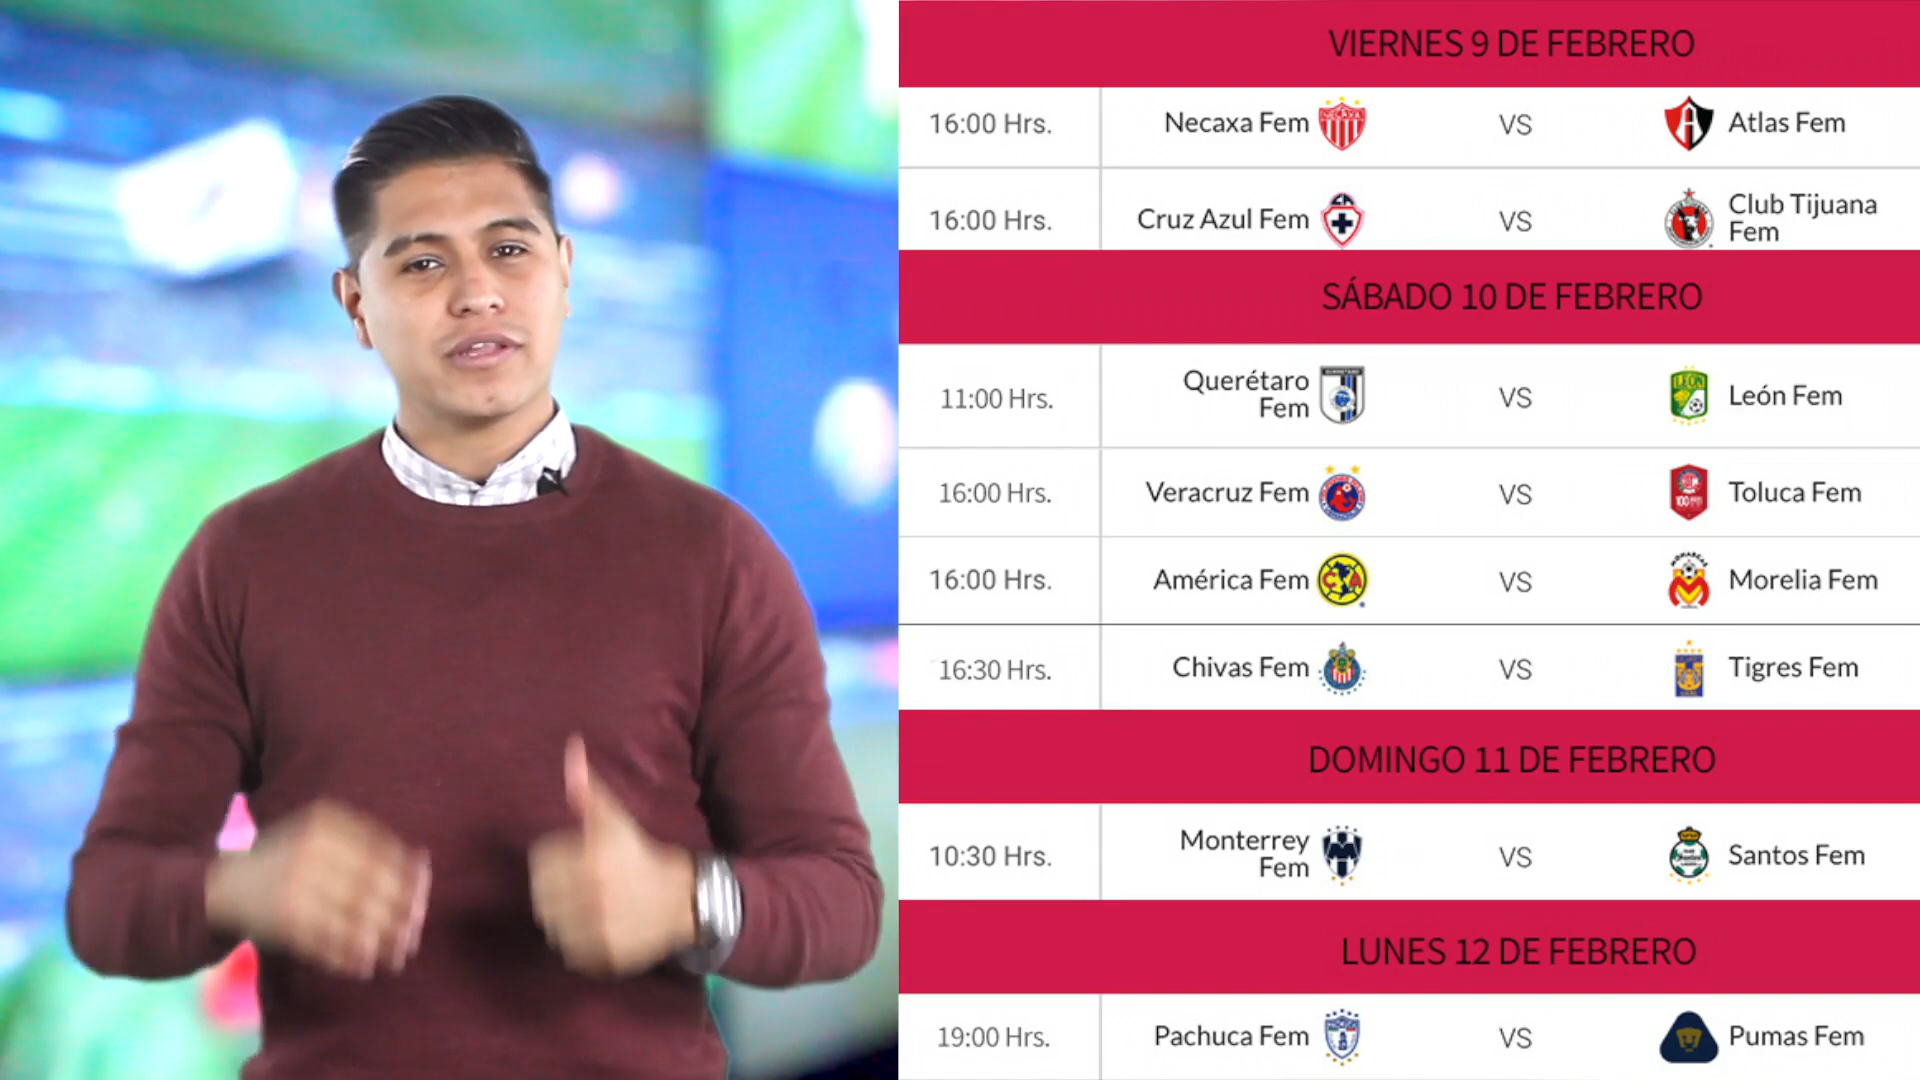 VIERNES 9 DE FEBRERO
16:00 Hrs. Necaxa Fem VS Atlas Fem
16:00 Hrs. Cruz Azul Fem VS Club Tijuana
Fem
SÁBADO 10 DE FEBRERO
11:00 Hrs. Querétaro
Fem VS León Fem
16:00 Hrs. Veracruz Fem VS Toluca Fem
16:00 Hrs. América Fem VS Morelia Fem
16:30 Hrs. Chivas Fem VS Tigres Fem
DOMINGO 11 DE FEBRERO
10:30 Hrs. Monterrey
Fem VS Santos Fem
LUNES 12 DE FEBRERO
19:00 Hrs. Pachuca Fem VS Pumas Fem